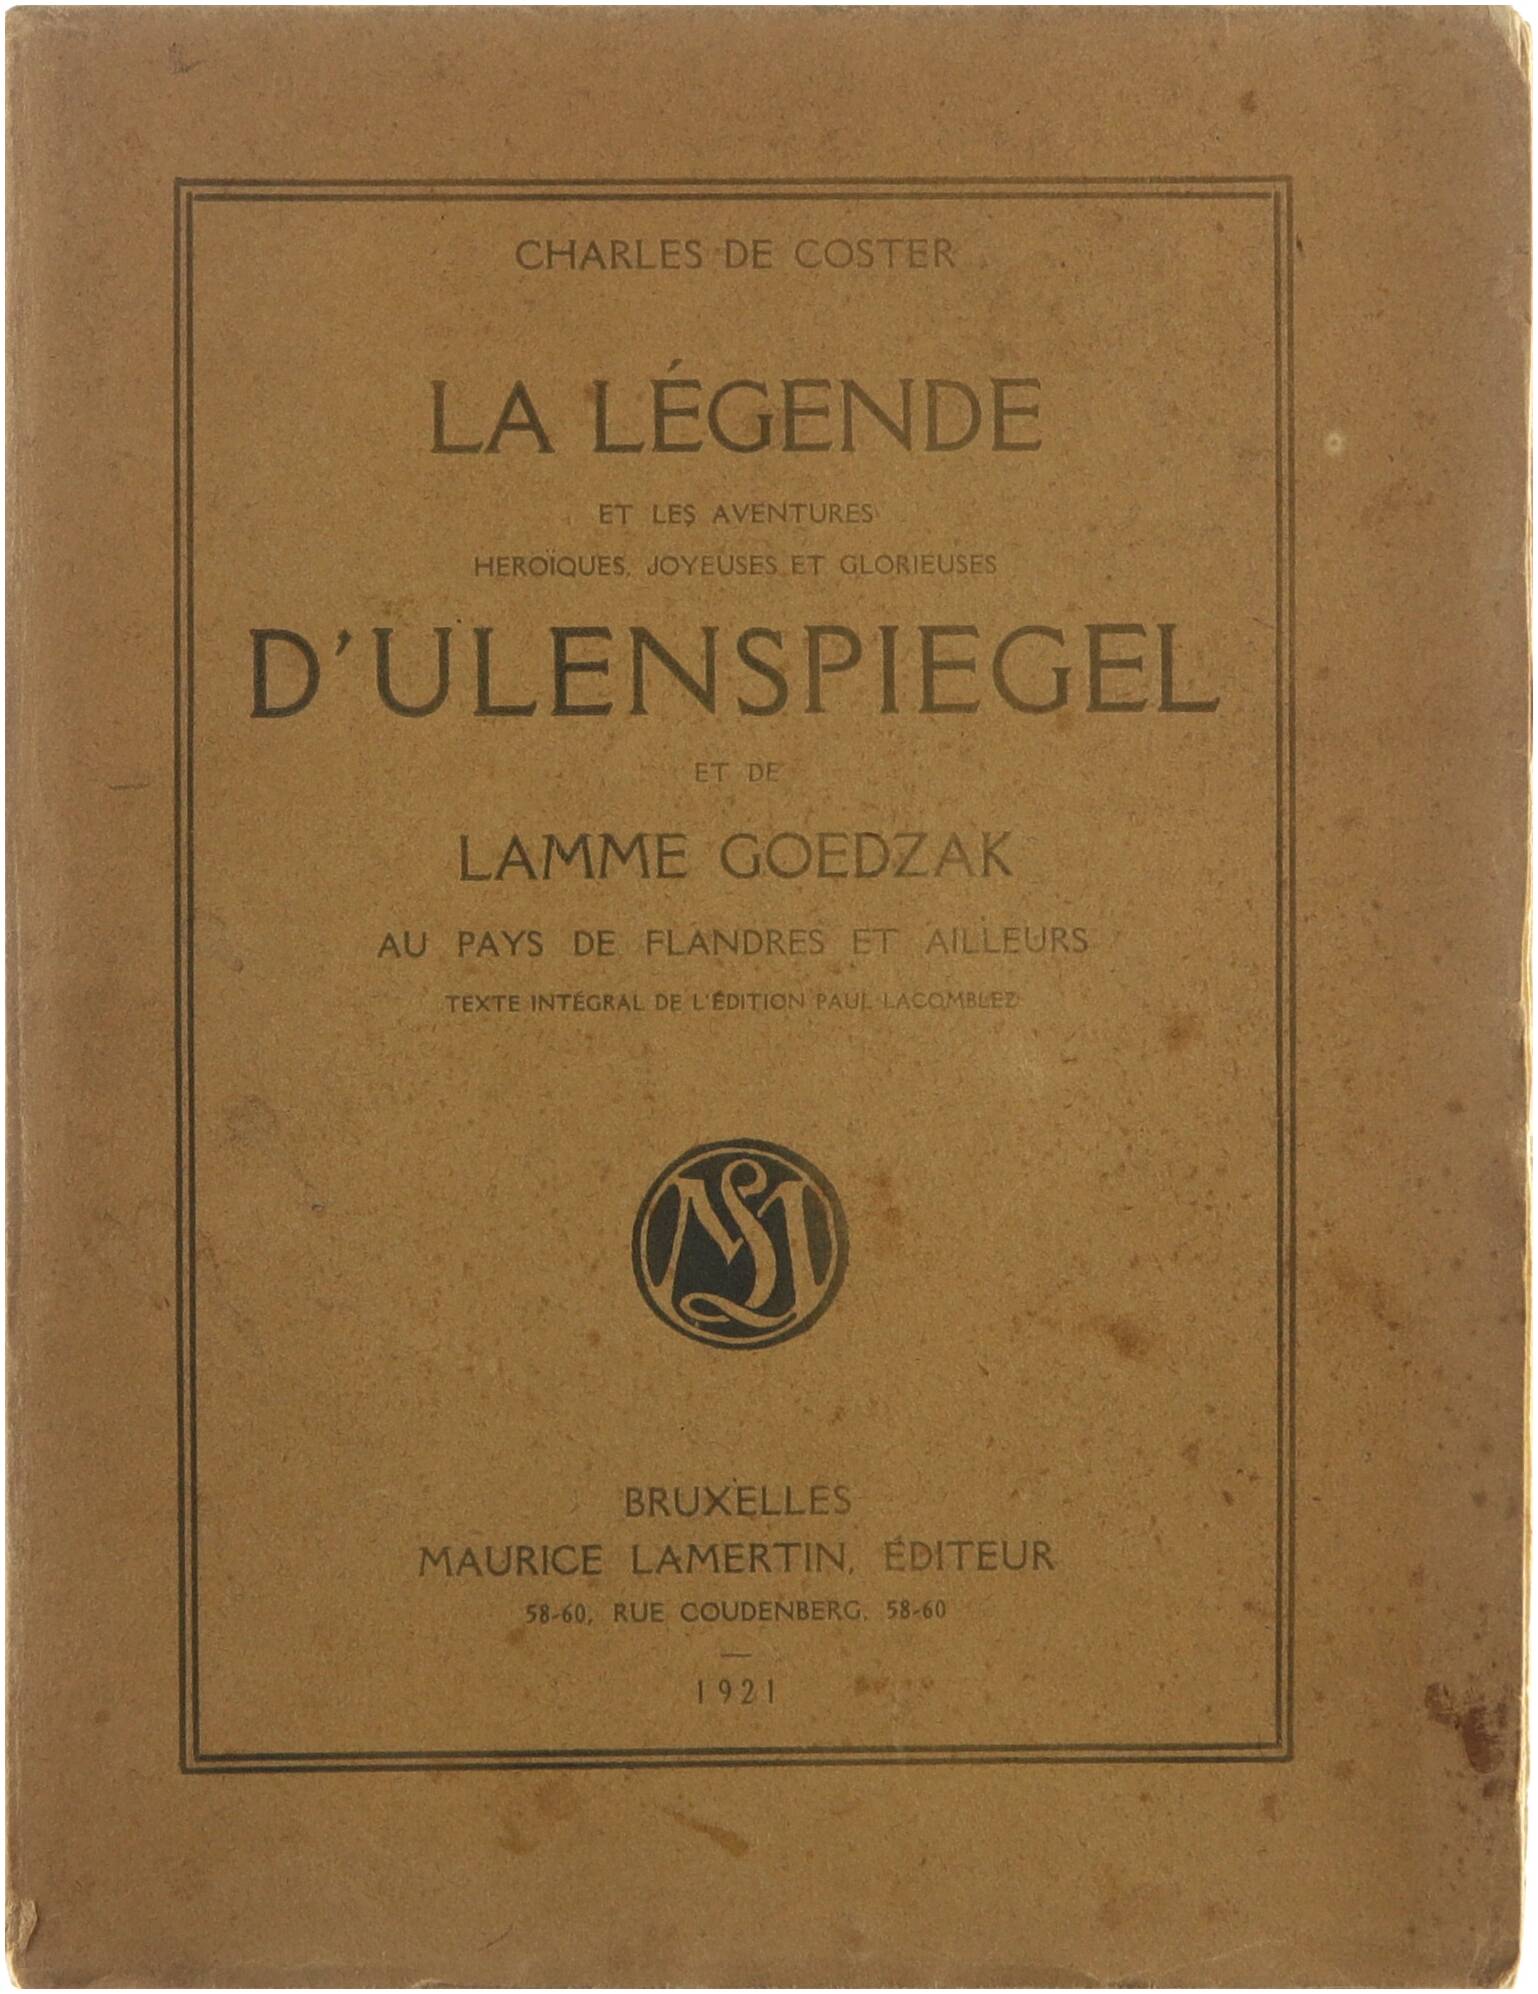 CHARLES DE COSTER
LA LÉGENDE
ET LES AVENTURES
HEROÏQUES, JOYEUSES ET GLORIEUSES
D'ULENSPIEGEL
ET DE
LAMME GOEDZAK
AU PAYS DE FLANDRES ET AILLEURS
TEXTE INTÉGRAL DE L'ÉDITION PAUL LACOMBLEZ
ML
BRUXELLES
MAURICE LAMERTIN, ÉDITEUR
58-60, RUE COUDENBERG, 58-60
1921